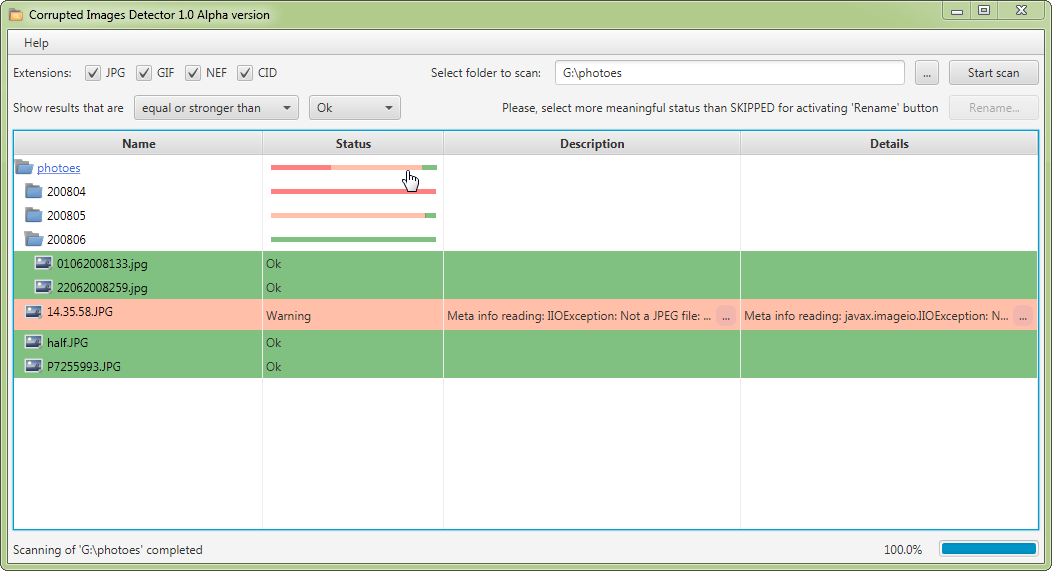 Corrupted Images Detector 1.0 Alpha version
Help
Extensions: JPG GIF NEF CID Select folder to scan: G:\photoes ... Start scan
Show results that are equal or stronger than Ok Please, select more meaningful status than SKIPPED for activating 'Rename' button Rename...
Name Status Description Details
photoes
200804
200805
200806
01062008133.jpg Ok
22062008259.jpg Ok
14.35.58.JPG Warning Meta info reading: IIOException: Not a JPEG file: ... ... Meta info reading: javax.imageio.IIOException: N... ...
half.JPG Ok
P7255993.JPG Ok
Scanning of 'G:\photoes' completed 100.0%